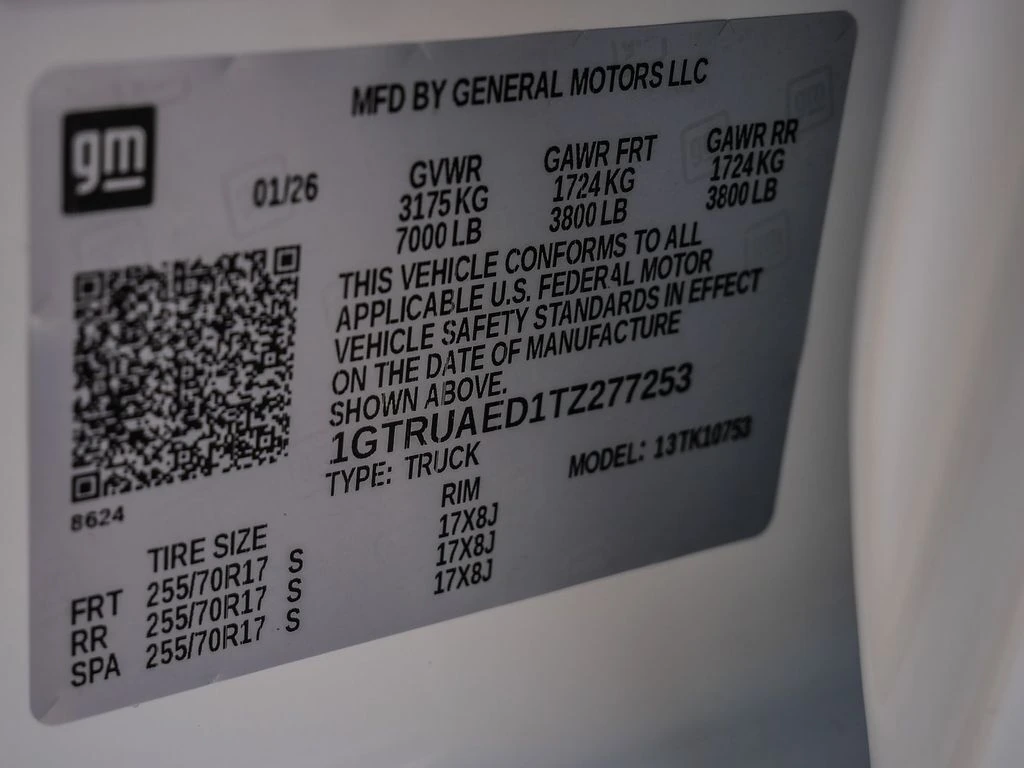 MFD BY GENERAL MOTORS LLC
gm
01/26
GVWR
3175 KG
7000 LB
GAWR FRT
1724 KG
3800 LB
GAWR RR
1724 KG
3800 LB
THIS VEHICLE CONFORMS TO ALL
APPLICABLE U.S. FEDERAL MOTOR
VEHICLE SAFETY STANDARDS IN EFFECT
ON THE DATE OF MANUFACTURE
SHOWN ABOVE.
1GTRUAED1TZ277253
TYPE: TRUCK
MODEL: 13TK10753
8624
TIRE SIZE RIM
FRT 255/70R17 S 17X8J
RR 255/70R17 S 17X8J
SPA 255/70R17 S 17X8J